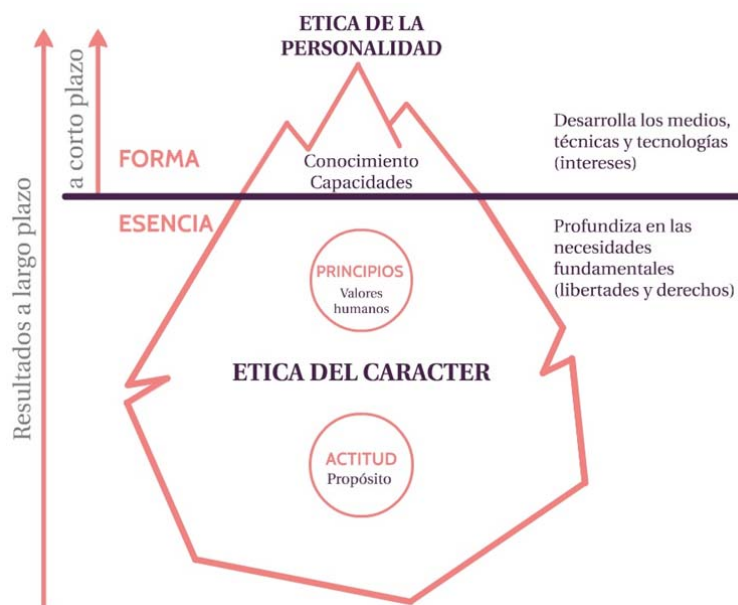 ETICA DE LA
PERSONALIDAD
Resultados a largo plazo
a corto plazo
FORMA
Conocimiento
Capacidades
Desarrolla los medios,
técnicas y tecnologías
(intereses)
ESENCIA
Profundiza en las
necesidades
fundamentales
(libertades y derechos)
PRINCIPIOS
Valores
humanos
ETICA DEL CARACTER
ACTITUD
Propósito